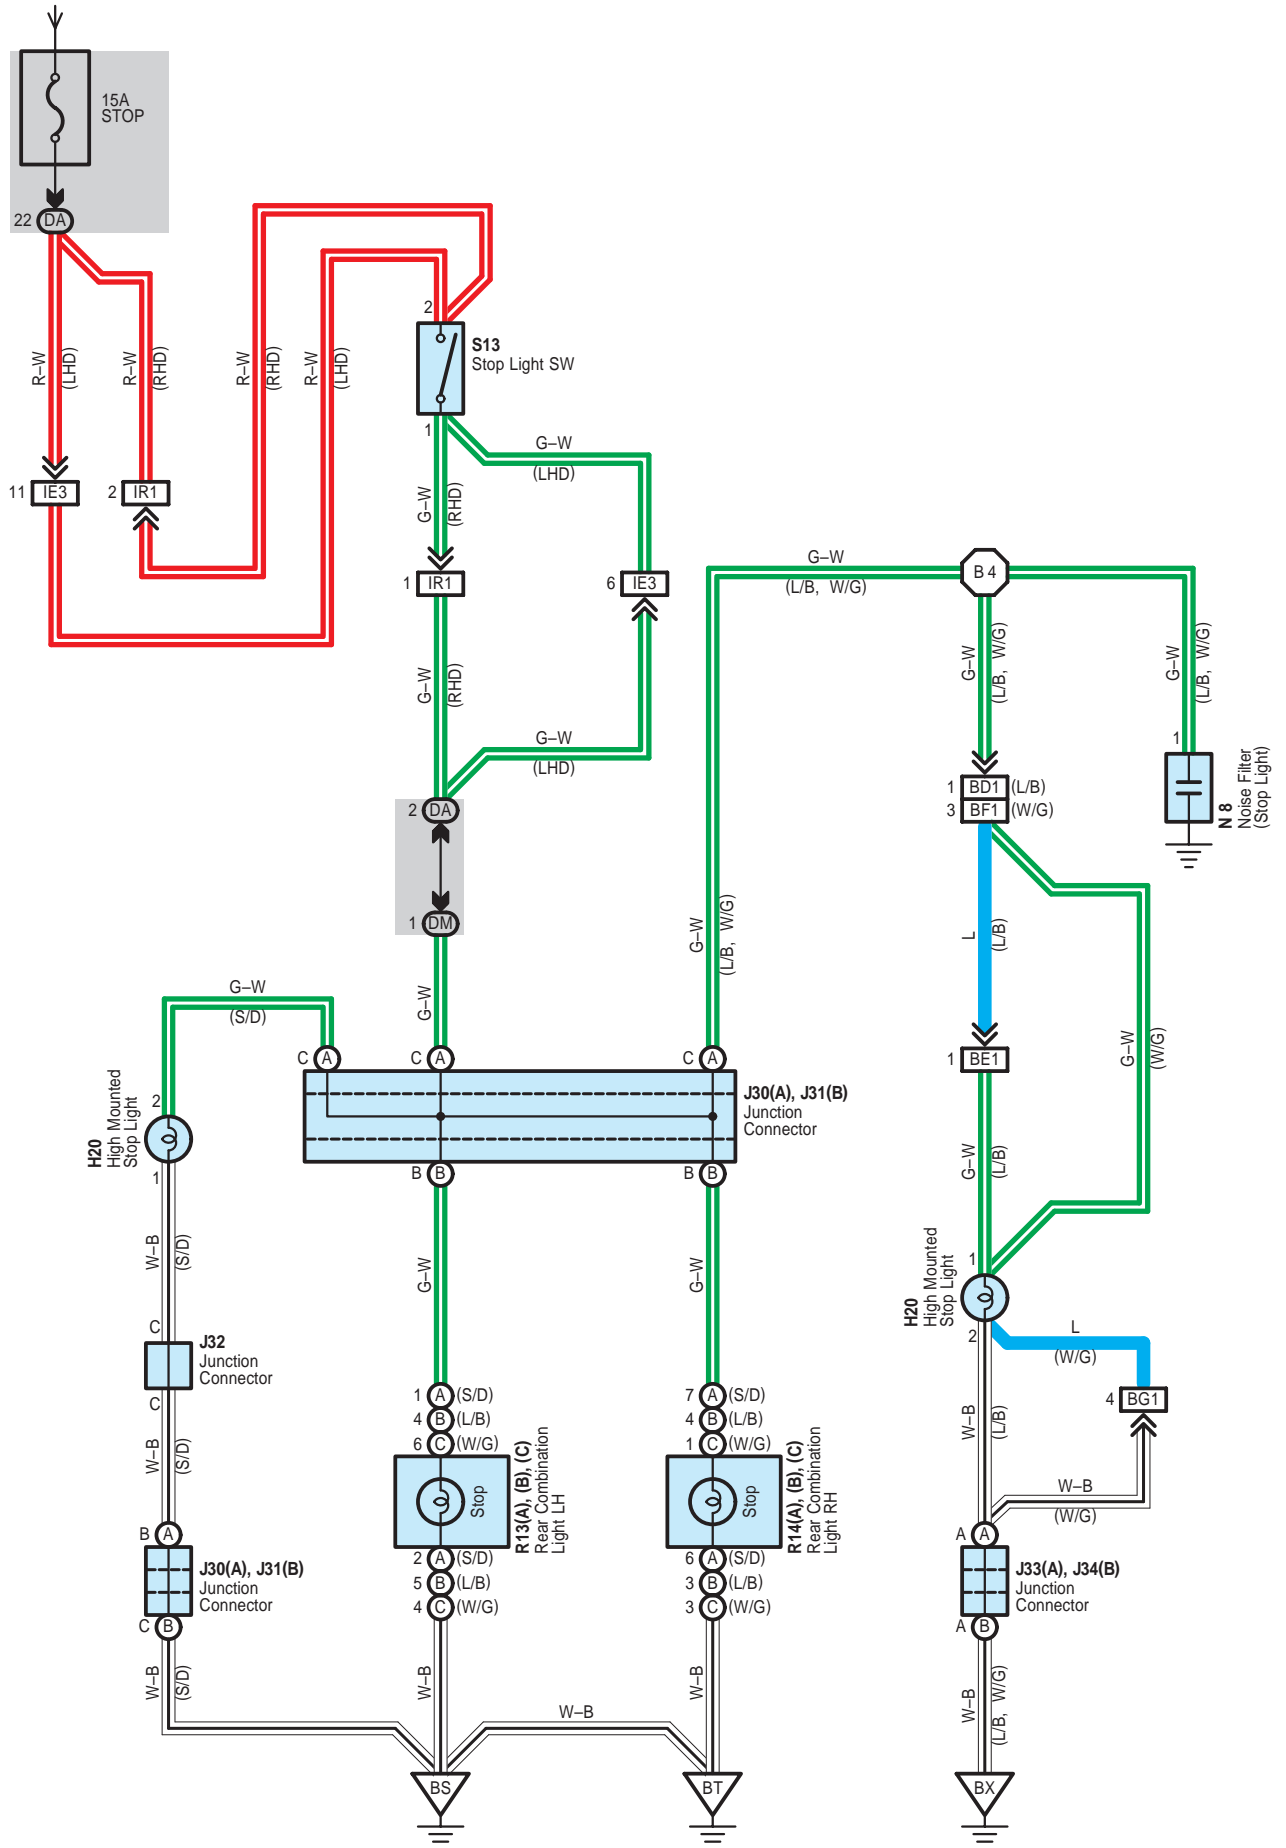 15A
STOP
22 DA
R–W
(LHD)
R–W
(RHD)
R–W
(RHD)
R–W
(LHD)
11 IE3
2 IR1
2
S13
Stop Light SW
1
G–W
(LHD)
G–W
(RHD)
1 IR1
6 IE3
G–W
(RHD)
G–W
(LHD)
2 DA
1 DM
G–W
G–W
(L/B, W/G)
B 4
G–W
(L/B, W/G)
G–W
(L/B, W/G)
1
N 8
Noise Filter
(Stop Light)
1 BD1 (L/B)
3 BF1 (W/G)
G–W
(L/B, W/G)
L
(L/B)
G–W
(W/G)
1 BE1
G–W
(L/B)
G–W
(S/D)
C A
C A
C A
J30(A), J31(B)
Junction
Connector
B B
B B
2
H20
High Mounted
Stop Light
1
W–B
(S/D)
C
J32
Junction
Connector
C
W–B
(S/D)
B A
J30(A), J31(B)
Junction
Connector
C B
W–B
(S/D)
G–W
G–W
1 A (S/D)
4 B (L/B)
6 C (W/G)
Stop
R13(A), (B), (C)
Rear Combination
Light LH
2 A (S/D)
5 B (L/B)
4 C (W/G)
W–B
7 A (S/D)
4 B (L/B)
1 C (W/G)
Stop
R14(A), (B), (C)
Rear Combination
Light RH
6 A (S/D)
3 B (L/B)
3 C (W/G)
W–B
W–B
1
H20
High Mounted
Stop Light
2
L
(W/G)
4 BG1
W–B
(L/B)
W–B
(W/G)
A A
J33(A), J34(B)
Junction
Connector
A B
W–B
(L/B, W/G)
BS
BT
BX